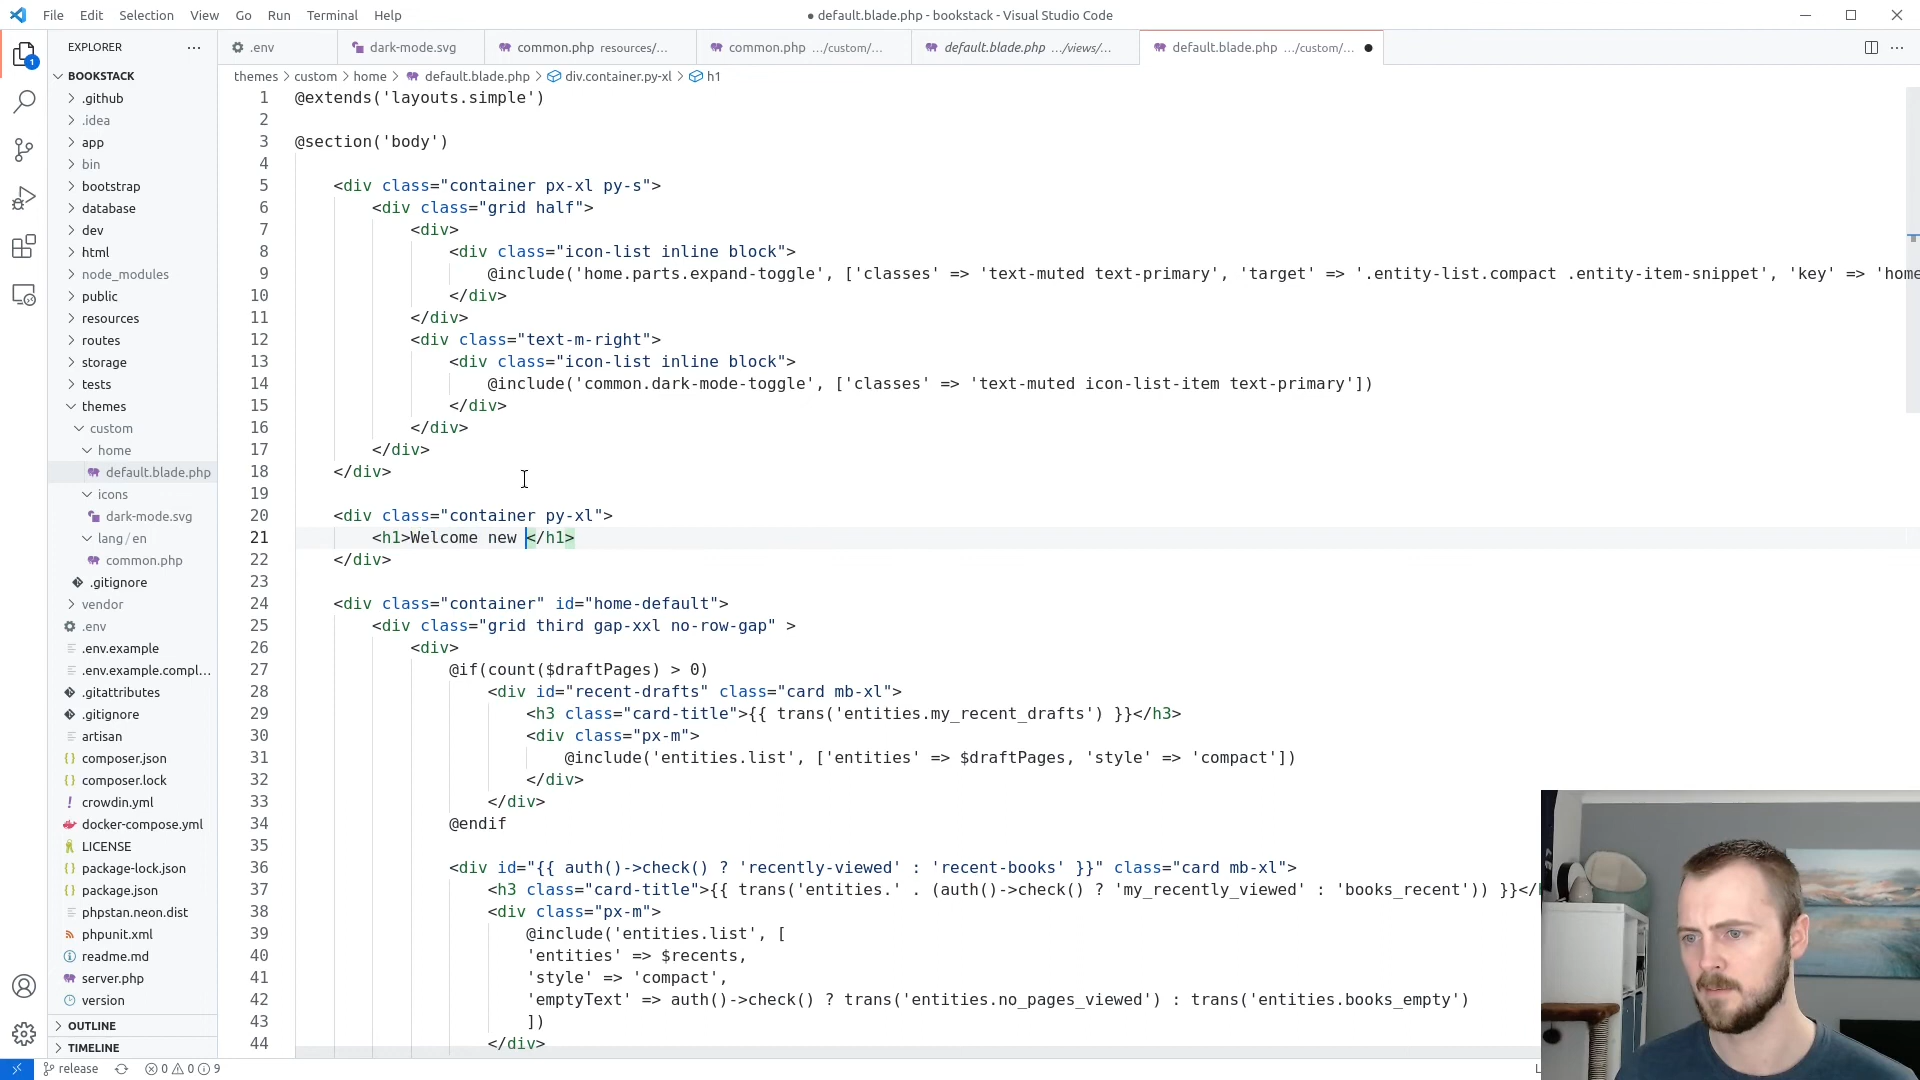 File Edit Selection View Go Run Terminal Help
● default.blade.php - bookstack - Visual Studio Code
EXPLORER
.env
dark-mode.svg
common.php resources/...
common.php .../custom/...
default.blade.php .../views/...
default.blade.php .../custom/...
themes > custom > home > default.blade.php > div.container.py-xl > h1
BOOKSTACK
.github
.idea
app
bin
bootstrap
database
dev
html
node_modules
public
resources
routes
storage
tests
themes
custom
home
default.blade.php
icons
dark-mode.svg
lang / en
common.php
.gitignore
vendor
.env
.env.example
.env.example.compl...
.gitattributes
.gitignore
artisan
composer.json
composer.lock
crowdin.yml
docker-compose.yml
LICENSE
package-lock.json
package.json
phpstan.neon.dist
phpunit.xml
readme.md
server.php
version
OUTLINE
TIMELINE
1 @extends('layouts.simple')
2
3 @section('body')
4
5 <div class="container px-xl py-s">
6 <div class="grid half">
7 <div>
8 <div class="icon-list inline block">
9 @include('home.parts.expand-toggle', ['classes' => 'text-muted text-primary', 'target' => '.entity-list.compact .entity-item-snippet', 'key' => 'home
10 </div>
11 </div>
12 <div class="text-m-right">
13 <div class="icon-list inline block">
14 @include('common.dark-mode-toggle', ['classes' => 'text-muted icon-list-item text-primary'])
15 </div>
16 </div>
17 </div>
18 </div>
19
20 <div class="container py-xl">
21 <h1>Welcome new </h1>
22 </div>
23
24 <div class="container" id="home-default">
25 <div class="grid third gap-xxl no-row-gap" >
26 <div>
27 @if(count($draftPages) > 0)
28 <div id="recent-drafts" class="card mb-xl">
29 <h3 class="card-title">{{ trans('entities.my_recent_drafts') }}</h3>
30 <div class="px-m">
31 @include('entities.list', ['entities' => $draftPages, 'style' => 'compact'])
32 </div>
33 </div>
34 @endif
35
36 <div id="{{ auth()->check() ? 'recently-viewed' : 'recent-books' }}" class="card mb-xl">
37 <h3 class="card-title">{{ trans('entities.' . (auth()->check() ? 'my_recently_viewed' : 'books_recent')) }}</
38 <div class="px-m">
39 @include('entities.list', [
40 'entities' => $recents,
41 'style' => 'compact',
42 'emptyText' => auth()->check() ? trans('entities.no_pages_viewed') : trans('entities.books_empty')
43 ])
44 </div>
release 0 0 9